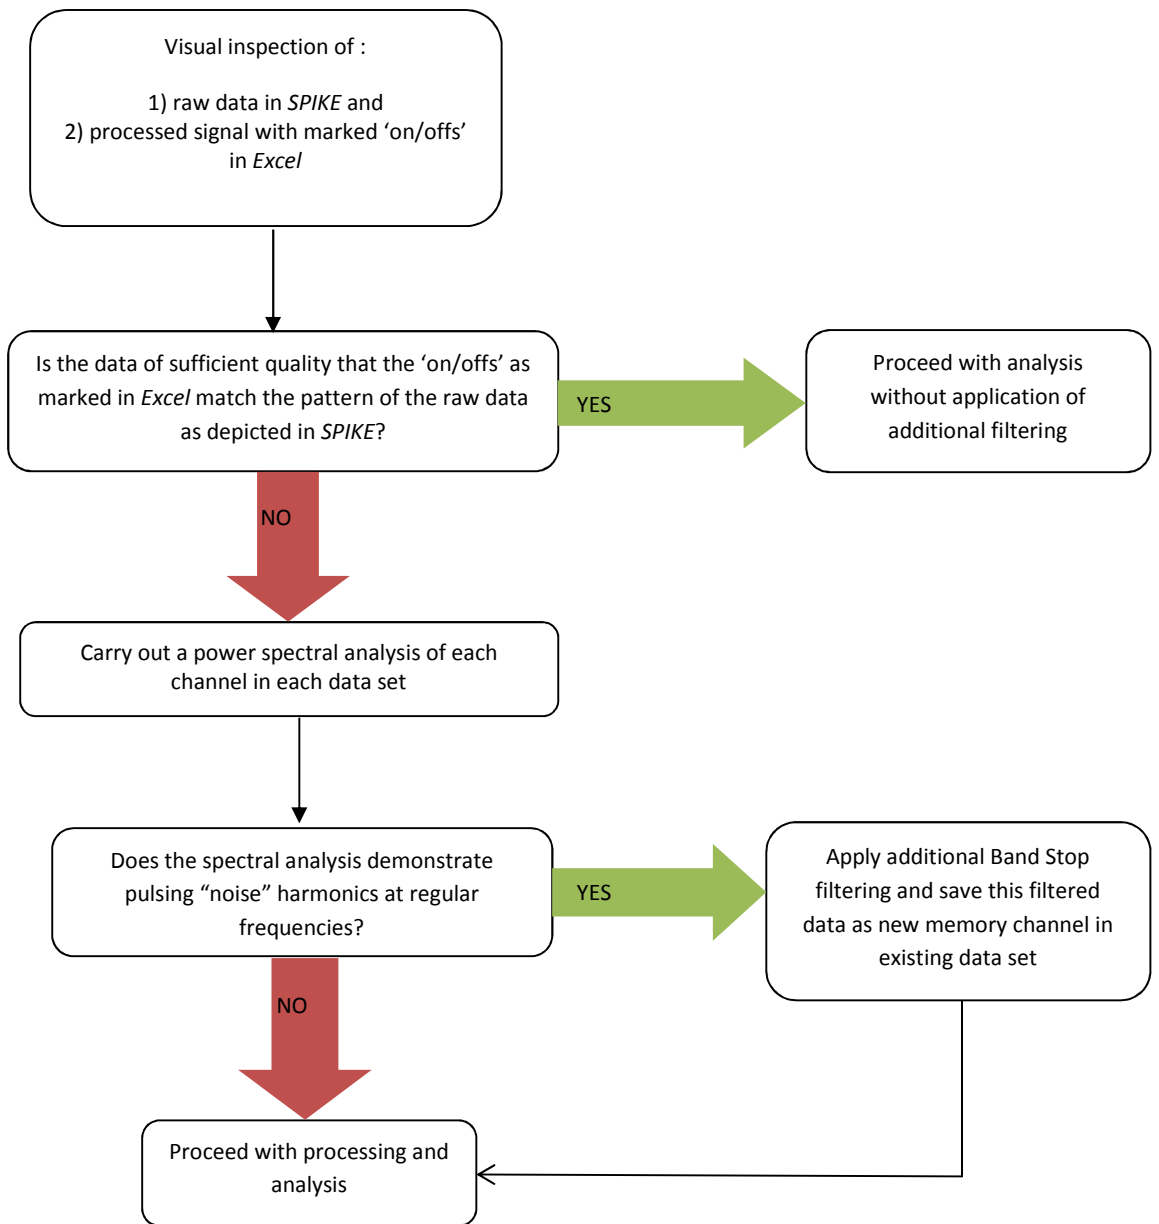 Visual inspection of :
1) raw data in SPIKE and
2) processed signal with marked ‘on/offs’
in Excel
Is the data of sufficient quality that the ‘on/offs’ as
marked in Excel match the pattern of the raw data
as depicted in SPIKE?
YES
Proceed with analysis
without application of
additional filtering
NO
Carry out a power spectral analysis of each
channel in each data set
Does the spectral analysis demonstrate
pulsing “noise” harmonics at regular
frequencies?
YES
Apply additional Band Stop
filtering and save this filtered
data as new memory channel in
existing data set
NO
Proceed with processing and
analysis